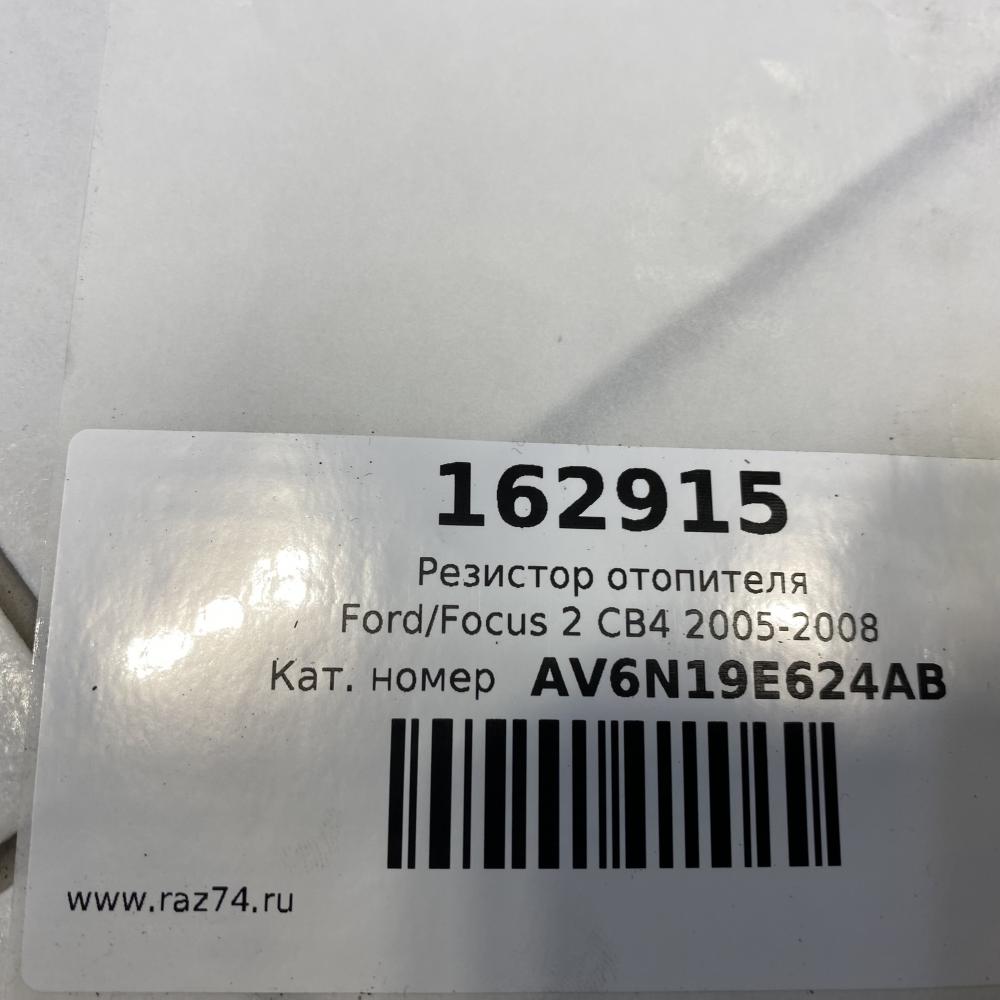 162915
Резистор отопителя
Ford/Focus 2 CB4 2005-2008
Кат. номер AV6N19E624AB
www.raz74.ru